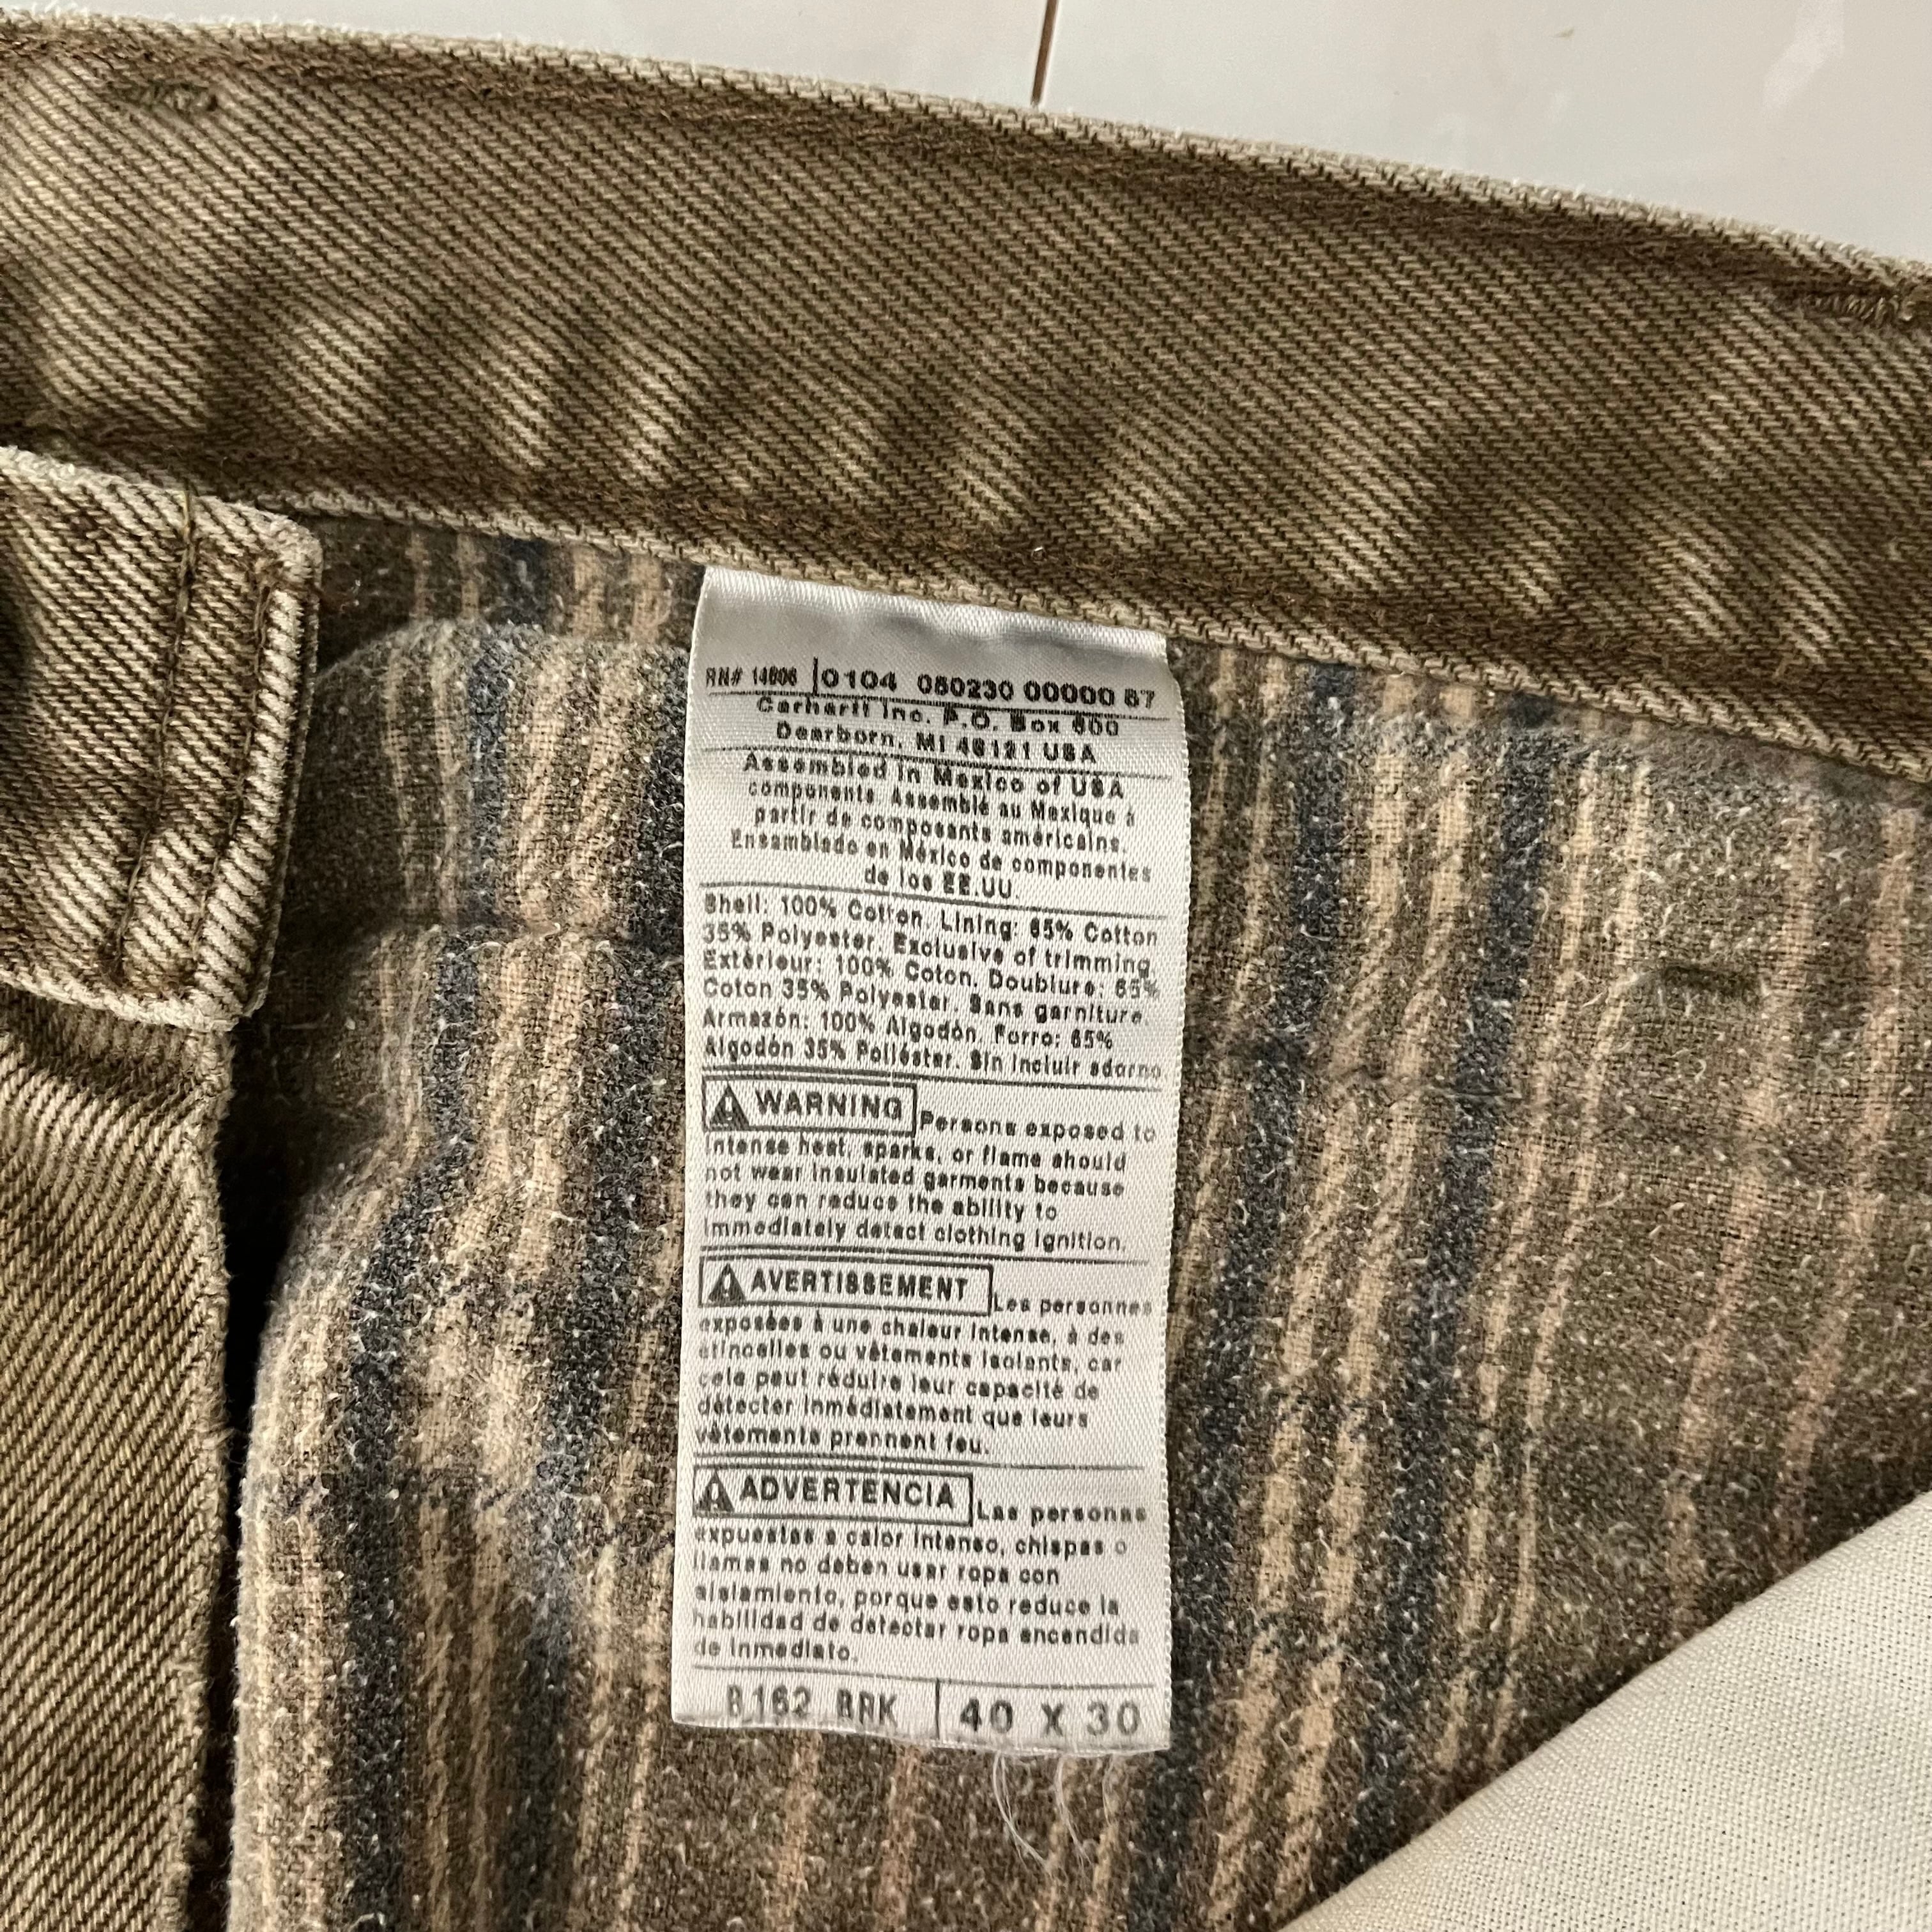 RN# 14806 0104 050230 00000 87
Carhartt Inc. P.O. Box 600
Dearborn, MI 48121 USA
Assembled in Mexico of USA
components. Assemblé au Mexique à
partir de composants américains.
Ensamblado en México de componentes
de los EE.UU.
Shell: 100% Cotton. Lining: 65% Cotton
35% Polyester. Exclusive of trimming
Extérieur: 100% Coton. Doublure: 65%
Coton 35% Polyester. Sans garniture.
Armazón: 100% Algodón. Forro: 65%
Algodón 35% Poliéster. Sin incluir adorno
WARNING Persons exposed to
intense heat, sparks, or flame should
not wear insulated garments because
they can reduce the ability to
immediately detect clothing ignition.
AVERTISSEMENT Les personnes
exposées à une chaleur intense, à des
etincelles ou vêtements isolants, car
cela peut réduire leur capacité de
détecter immédiatement que leurs
vêtements prennent feu.
ADVERTENCIA Las personas
expuestas a calor intenso, chispas o
llamas no deben usar ropa con
aislamiento, porque esto reduce la
habilidad de detectar ropa encendida
de inmediato.
B162 BRK 40 X 30